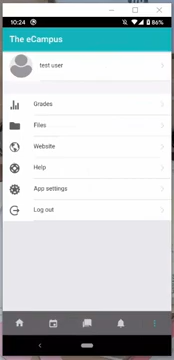 10:24
86%
The eCampus
test user
Grades
Files
Website
Help
App settings
Log out